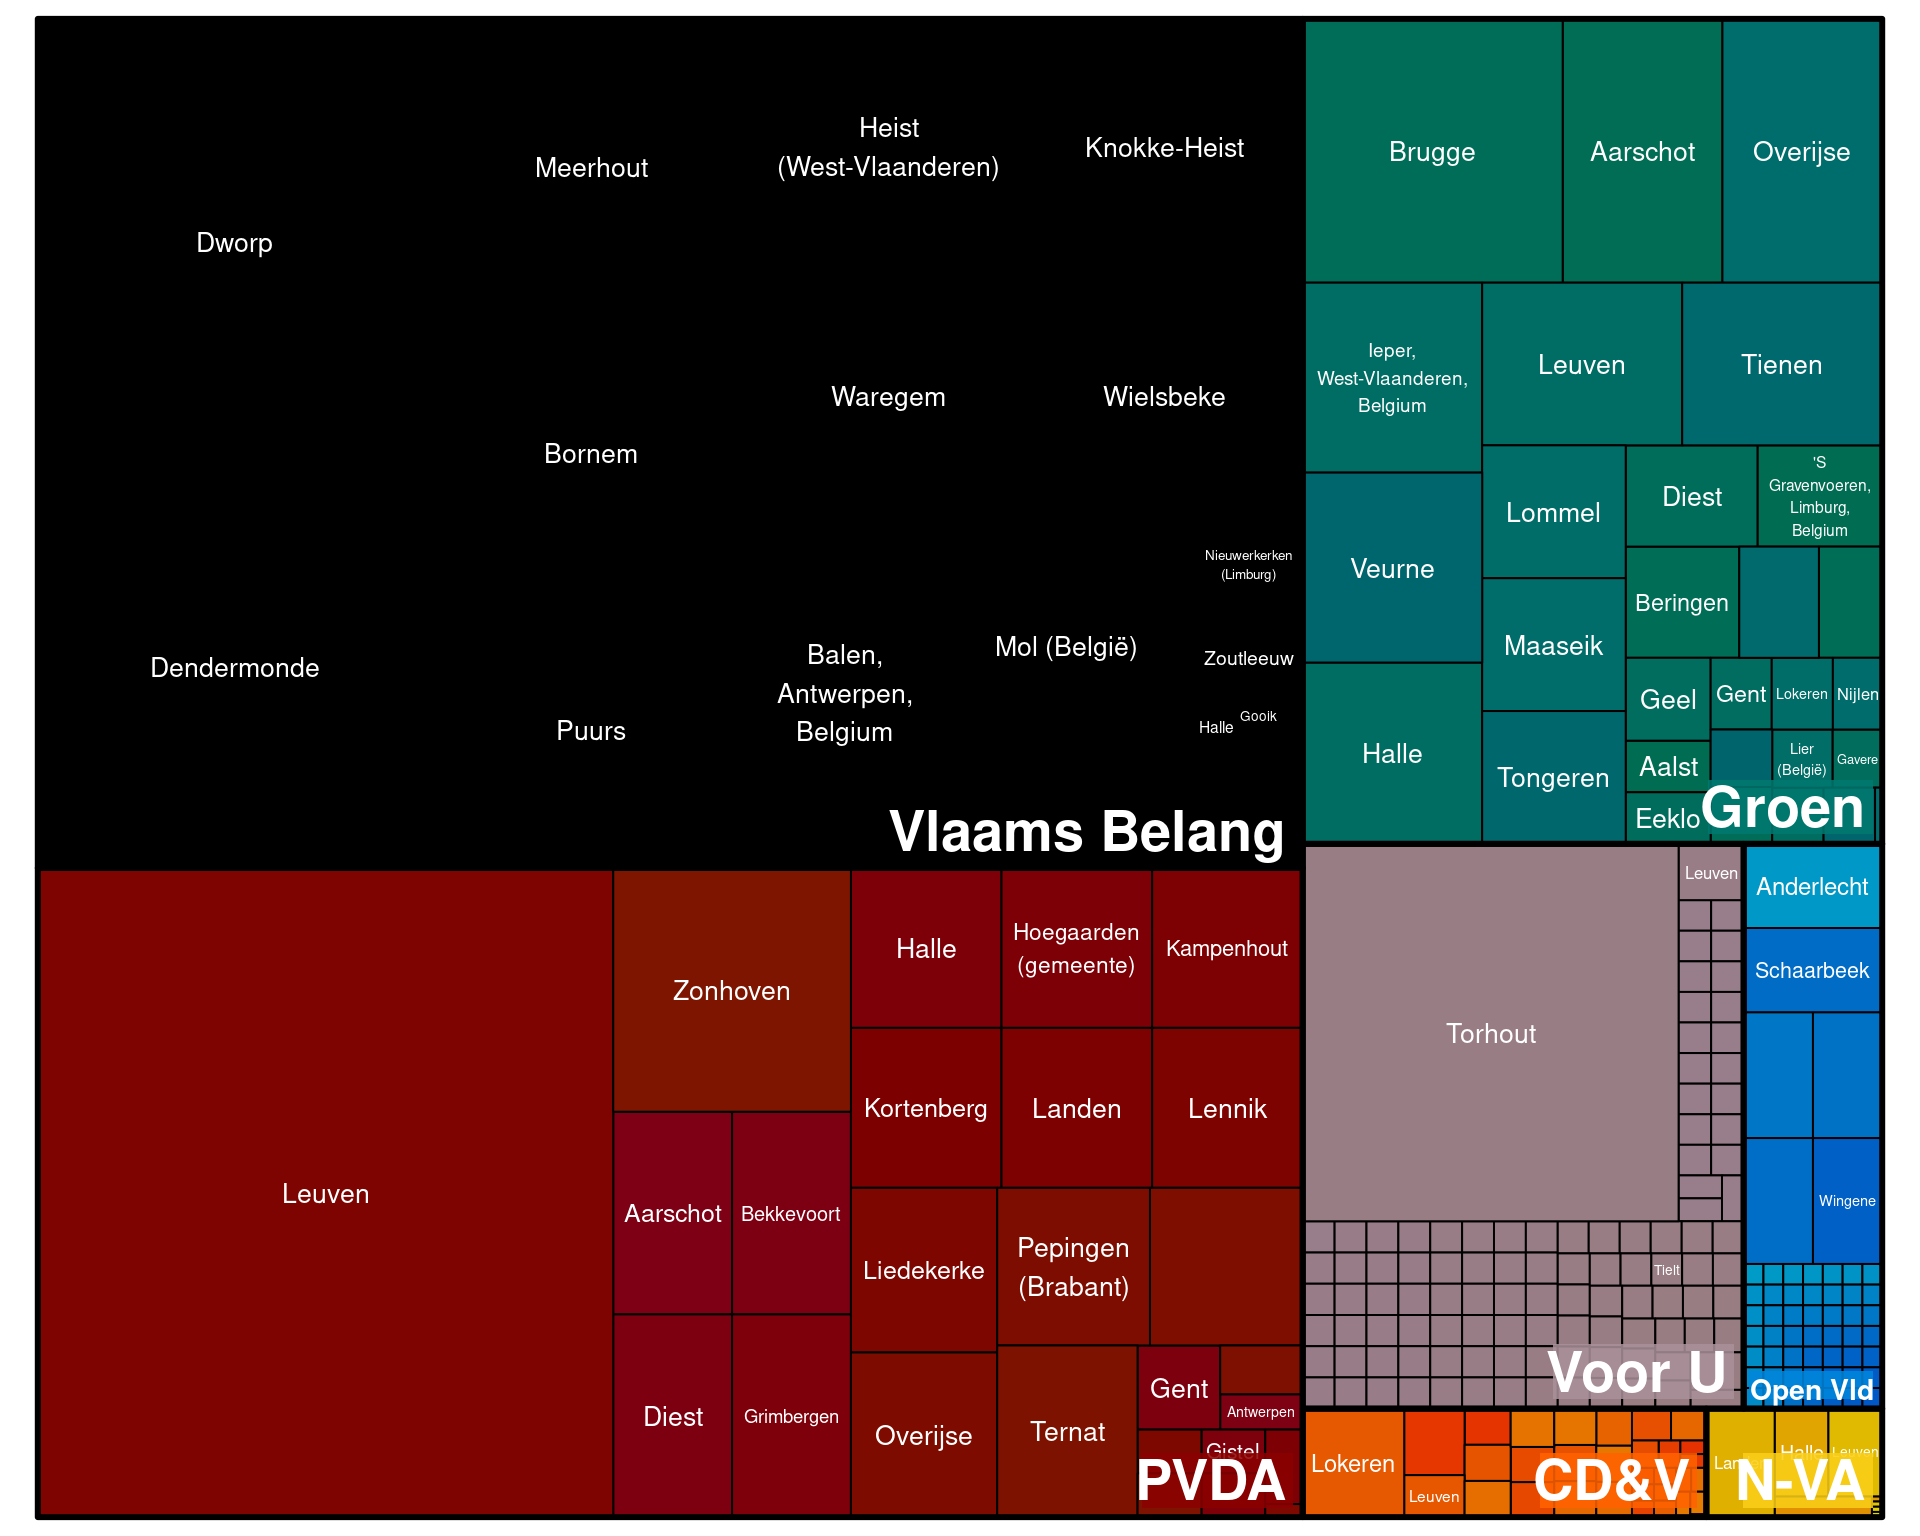 Dworp
Meerhout
Heist
(West-Vlaanderen)
Knokke-Heist
Dendermonde
Bornem
Waregem
Wielsbeke
Puurs
Balen,
Antwerpen,
Belgium
Mol (België)
Nieuwerkerken
(Limburg)
Zoutleeuw
Halle
Gooik
Vlaams Belang
Brugge
Aarschot
Overijse
Ieper,
West-Vlaanderen,
Belgium
Leuven
Tienen
Veurne
Halle
Lommel
Maaseik
Tongeren
Diest
'S
Gravenvoeren,
Limburg,
Belgium
Beringen
Geel
Gent
Lokeren
Nijlen
Aalst
Lier
(België)
Gavere
Eeklo
Groen
Leuven
Zonhoven
Aarschot
Bekkevoort
Diest
Grimbergen
Halle
Hoegaarden
(gemeente)
Kampenhout
Kortenberg
Landen
Lennik
Liedekerke
Pepingen
(Brabant)
Overijse
Ternat
Gent
Antwerpen
Gistel
PVDA
Torhout
Leuven
Tielt
Voor U
Anderlecht
Schaarbeek
Wingene
Open Vld
Lokeren
Leuven
CD&V
Halle
Leuven
N-VA